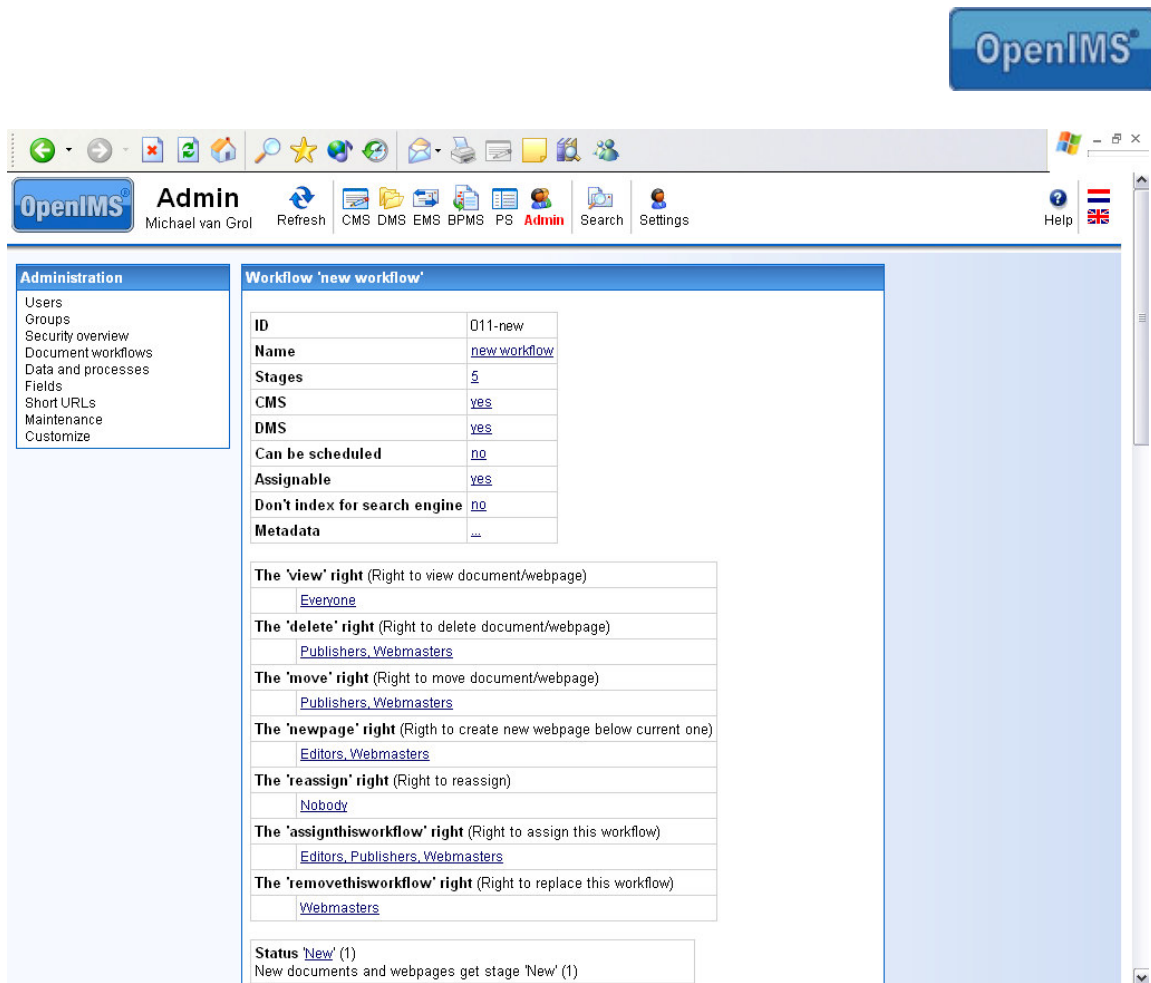 OpenIMS®
OpenIMS®
Admin
Michael van Grol
Refresh
CMS DMS EMS BPMS PS Admin
Search
Settings
Help
Administration
Users
Groups
Security overview
Document workflows
Data and processes
Fields
Short URLs
Maintenance
Customize
Workflow 'new workflow'
ID 011-new
Name new workflow
Stages 5
CMS yes
DMS yes
Can be scheduled no
Assignable yes
Don't index for search engine no
Metadata ...
The 'view' right (Right to view document/webpage)
Everyone
The 'delete' right (Right to delete document/webpage)
Publishers, Webmasters
The 'move' right (Right to move document/webpage)
Publishers, Webmasters
The 'newpage' right (Rigth to create new webpage below current one)
Editors, Webmasters
The 'reassign' right (Right to reassign)
Nobody
The 'assignthisworkflow' right (Right to assign this workflow)
Editors, Publishers, Webmasters
The 'removethisworkflow' right (Right to replace this workflow)
Webmasters
Status 'New' (1)
New documents and webpages get stage 'New' (1)